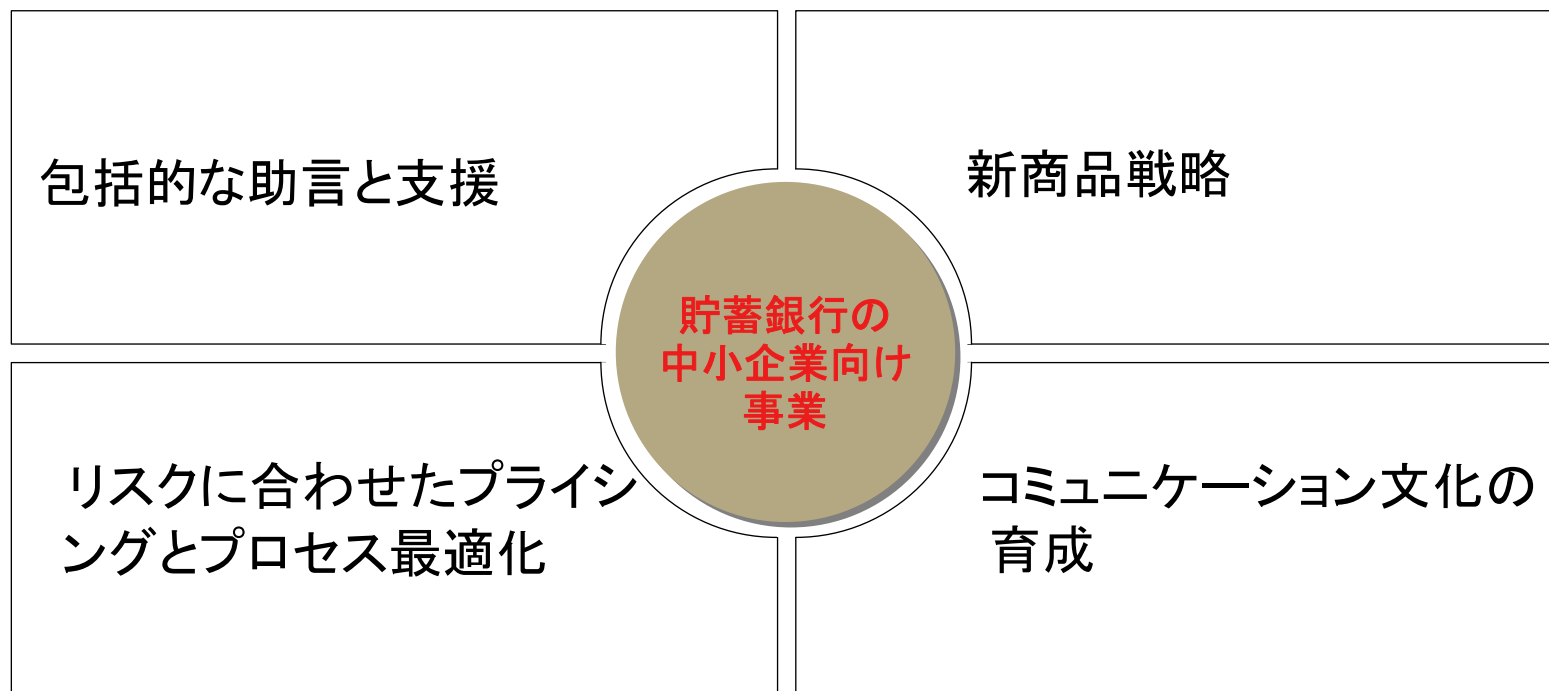 包括的な助言と支援
新商品戦略
貯蓄銀行の
中小企業向け
事業
リスクに合わせたプライシ
ングとプロセス最適化
コミュニケーション文化の
育成